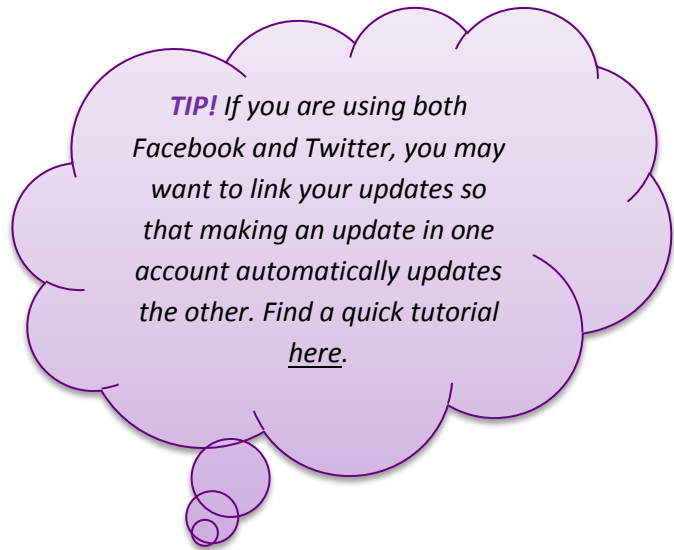 TIP! If you are using both
Facebook and Twitter, you may
want to link your updates so
that making an update in one
account automatically updates
the other. Find a quick tutorial
here.